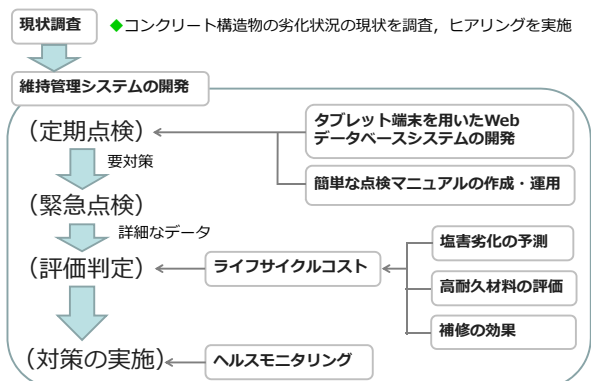 現状調査
◆コンクリート構造物の劣化状況の現状を調査，ヒアリングを実施
維持管理システムの開発
（定期点検）
タブレット端末を用いたWeb
データベースシステムの開発
要対策
簡単な点検マニュアルの作成・運用
（緊急点検）
詳細なデータ
塩害劣化の予測
（評価判定）
ライフサイクルコスト
高耐久材料の評価
補修の効果
（対策の実施）
ヘルスモニタリング